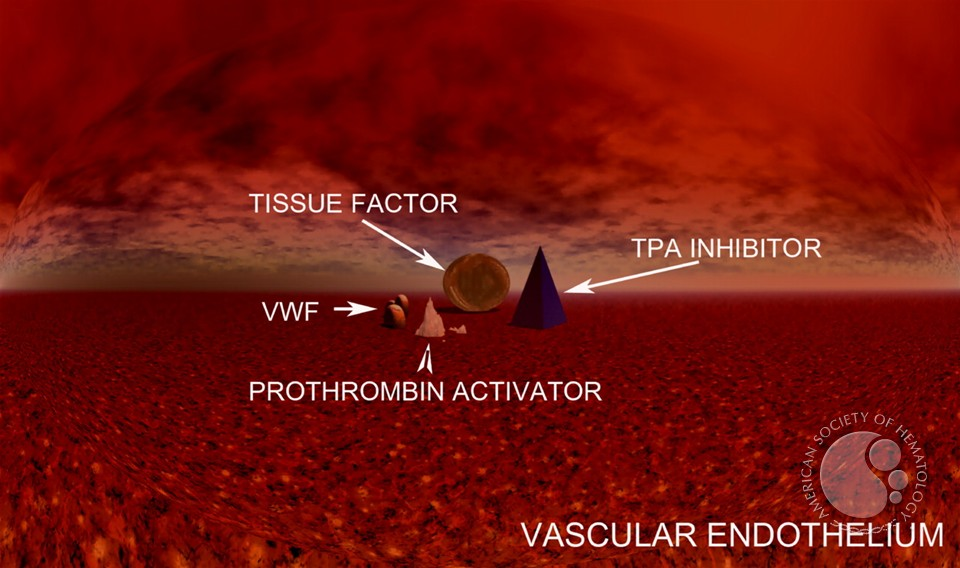 TISSUE FACTOR
TPA INHIBITOR
VWF
PROTHROMBIN ACTIVATOR
AMERICAN SOCIETY OF HEMATOLOGY
VASCULAR ENDOTHELIUM